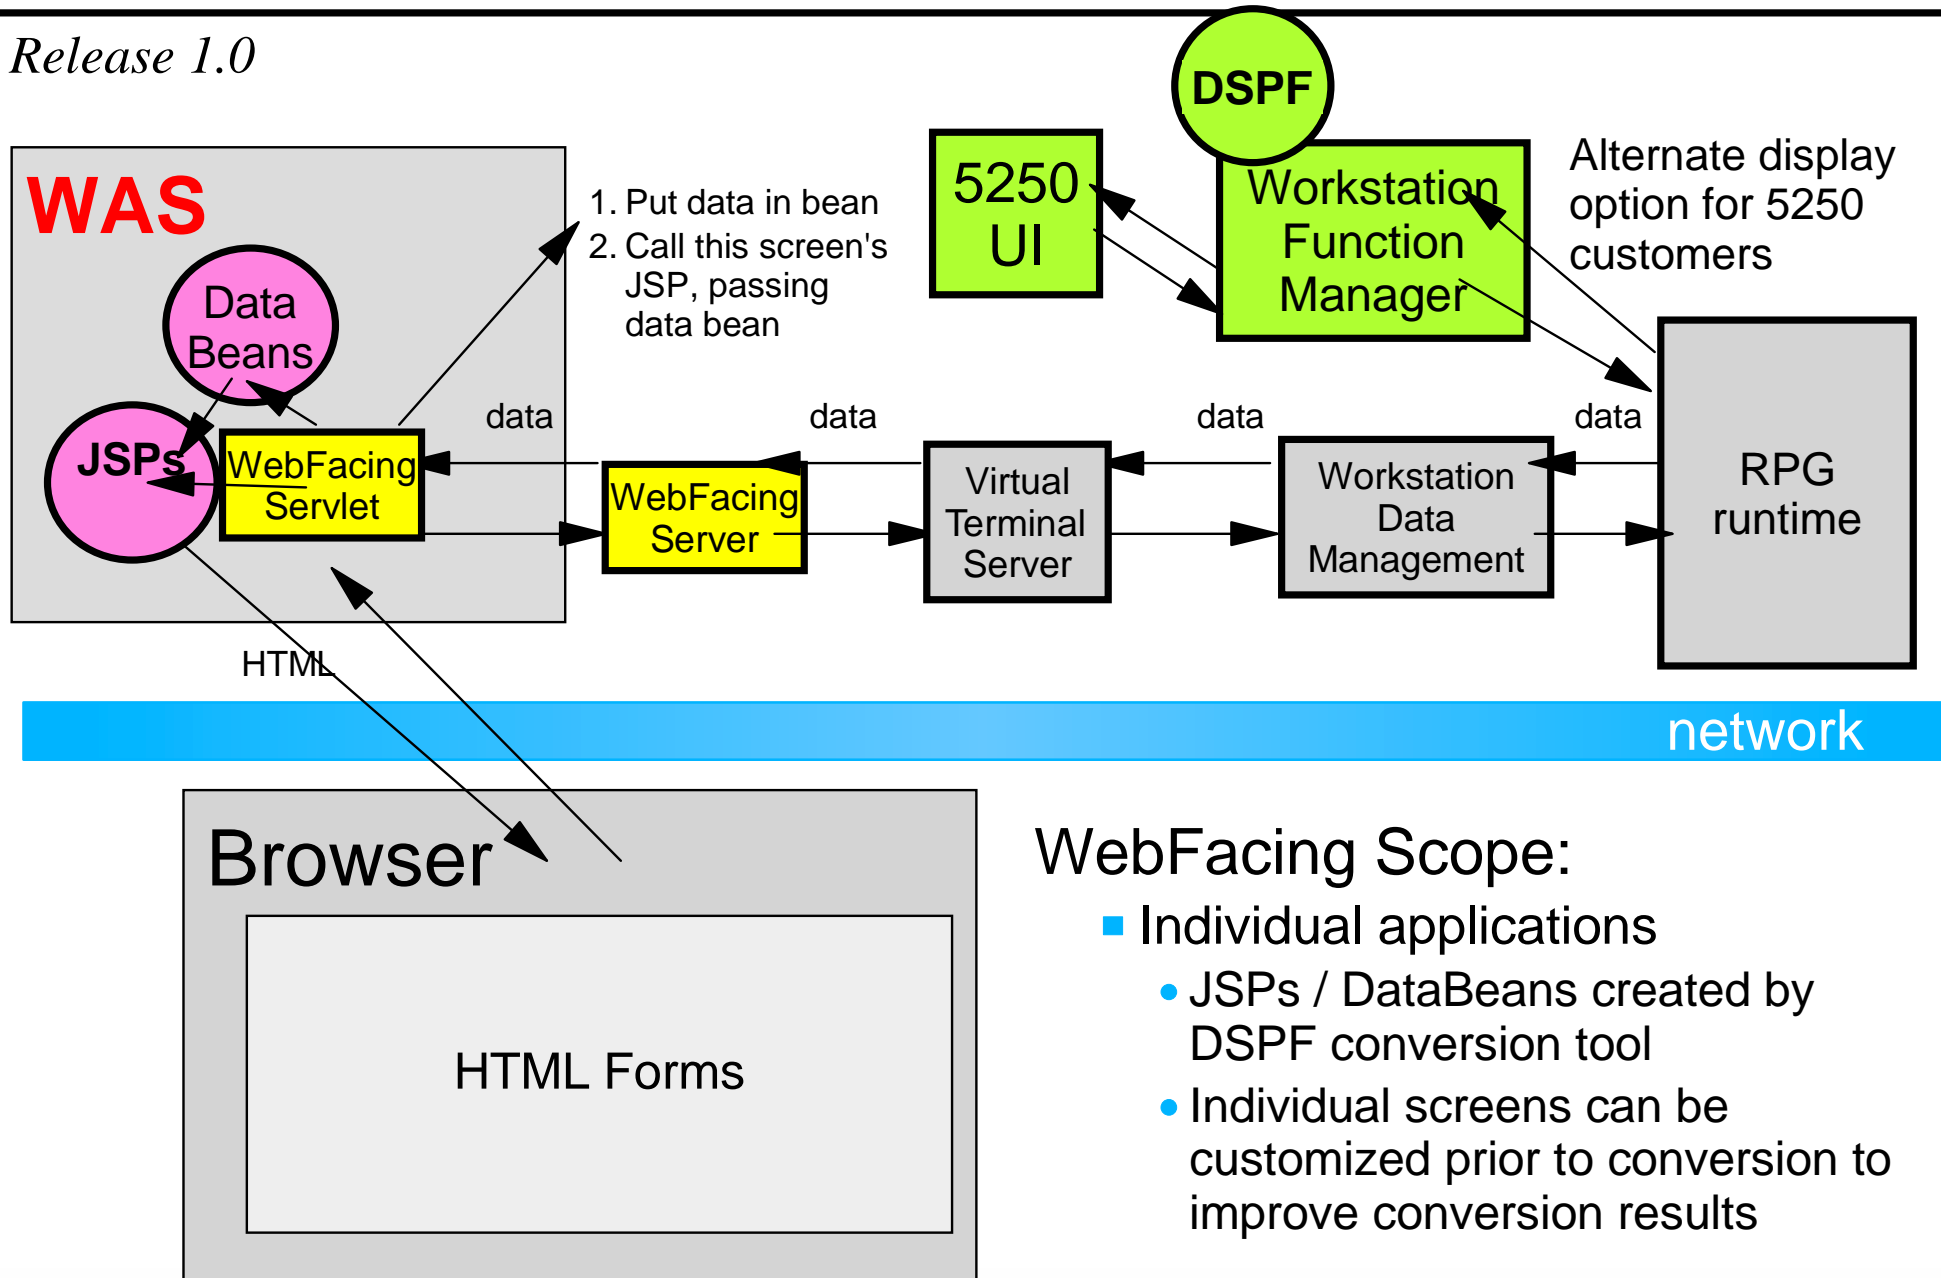 Release 1.0
DSPF
WAS
Data
Beans
JSPs
WebFacing
Servlet
1. Put data in bean
2. Call this screen's
JSP, passing
data bean
5250
UI
Workstation
Function
Manager
Alternate display
option for 5250
customers
data
data
data
data
WebFacing
Server
Virtual
Terminal
Server
Workstation
Data
Management
RPG
runtime
HTML
network
Browser
HTML Forms
WebFacing Scope:
Individual applications
JSPs / DataBeans created by
DSPF conversion tool
Individual screens can be
customized prior to conversion to
improve conversion results